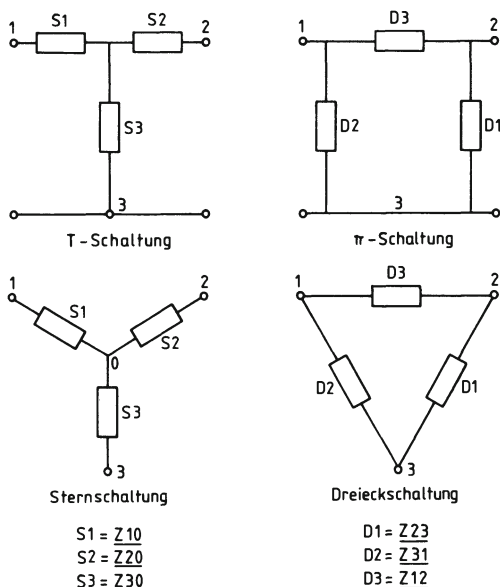 S1 S2 D3
1 2 1 2
S3 D2 D1
3 3
T-Schaltung π-Schaltung
1 2 1 D3 2
S1 S2 D2 D1
0
S3
3 3
Sternschaltung Dreieckschaltung
S1 = Z10 D1 = Z23
S2 = Z20 D2 = Z31
S3 = Z30 D3 = Z12